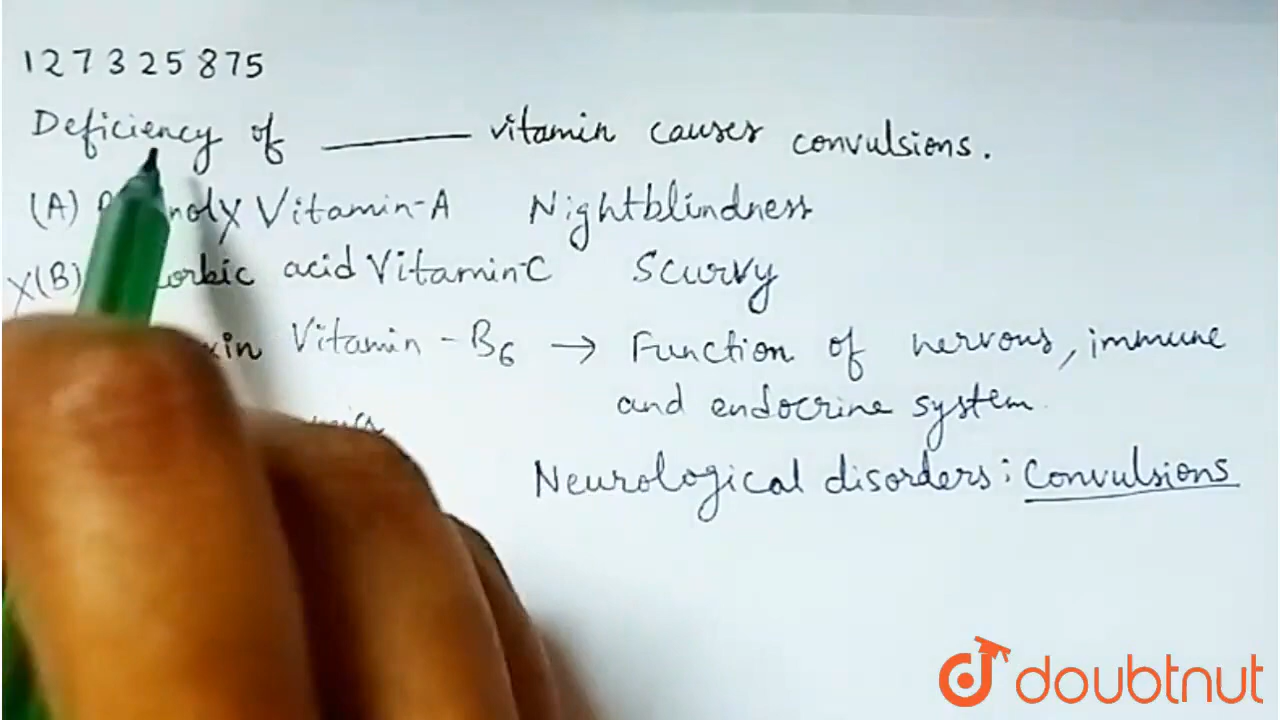 127325875
Deficiency of ______ vitamin causes convulsions.
(A) Vitamin-A Nightblindness
X(B) acid Vitamin-C Scurvy
Vitamin-B6 → Function of nervous, immune
and endocrine system.
Neurological disorders : Convulsions
doubtnut